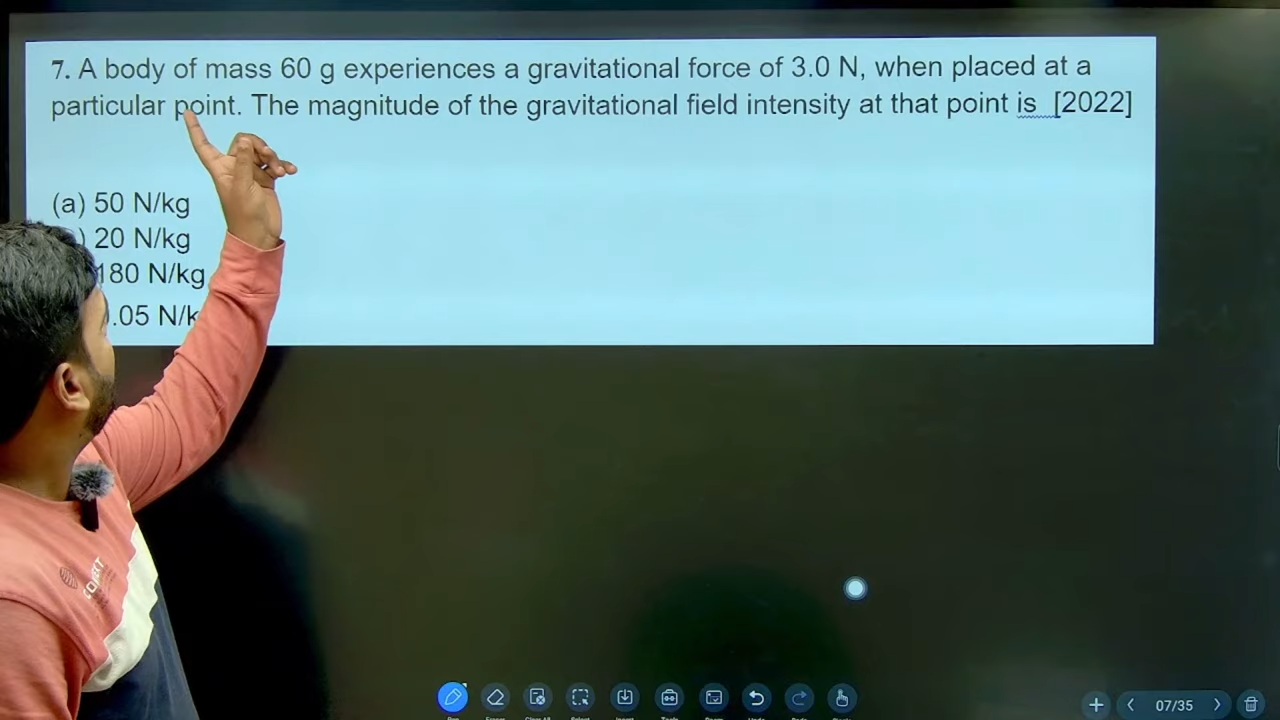 7. A body of mass 60 g experiences a gravitational force of 3.0 N, when placed at a
particular point. The magnitude of the gravitational field intensity at that point is [2022]
(a) 50 N/kg
) 20 N/kg
180 N/kg
.05 N/k
07/35